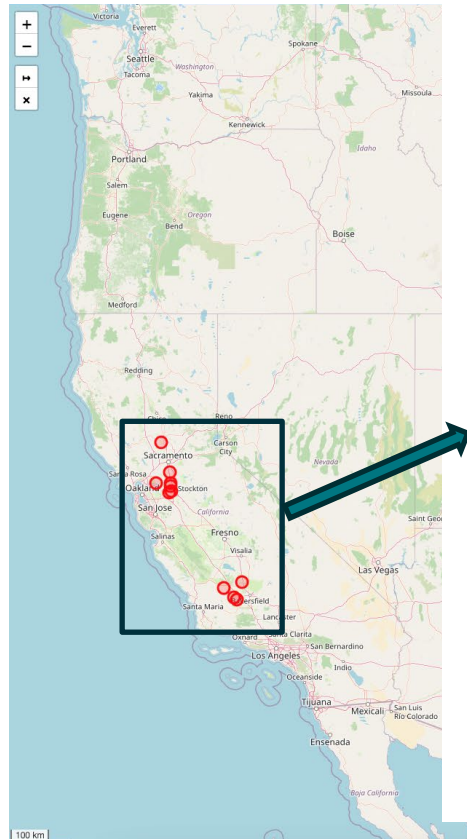 +
−
↦
×
Victoria
Everett
Spokane
Seattle
Washington
Tacoma
Missoula
Yakima
Kennewick
Idaho
Portland
Salem
Eugene
Oregon
Bend
Boise
Medford
Redding
Reno
Carson
City
Sacramento
Nevada
Santa Rosa
Oakland
Stockton
San Jose
California
Saint Geor
Salinas
Fresno
Visalia
Las Vegas
Santa Maria
ersfield
Lancaster
Oxnard
Santa Clarita
San Bernardino
Los Angeles
Indio
Oceanside
Tijuana
Mexicali
San Luis
Río Colorado
Ensenada
Baja California
100 km